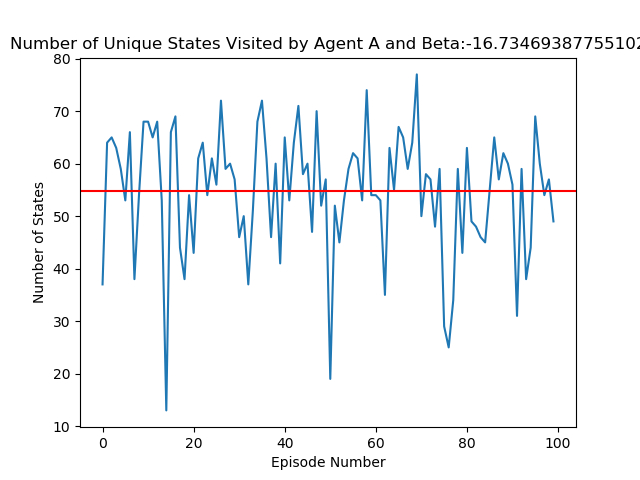 Number of Unique States Visited by Agent A and Beta:-16.73469387755102
80
70
60
50
40
30
20
10
Number of States
0 20 40 60 80 100
Episode Number